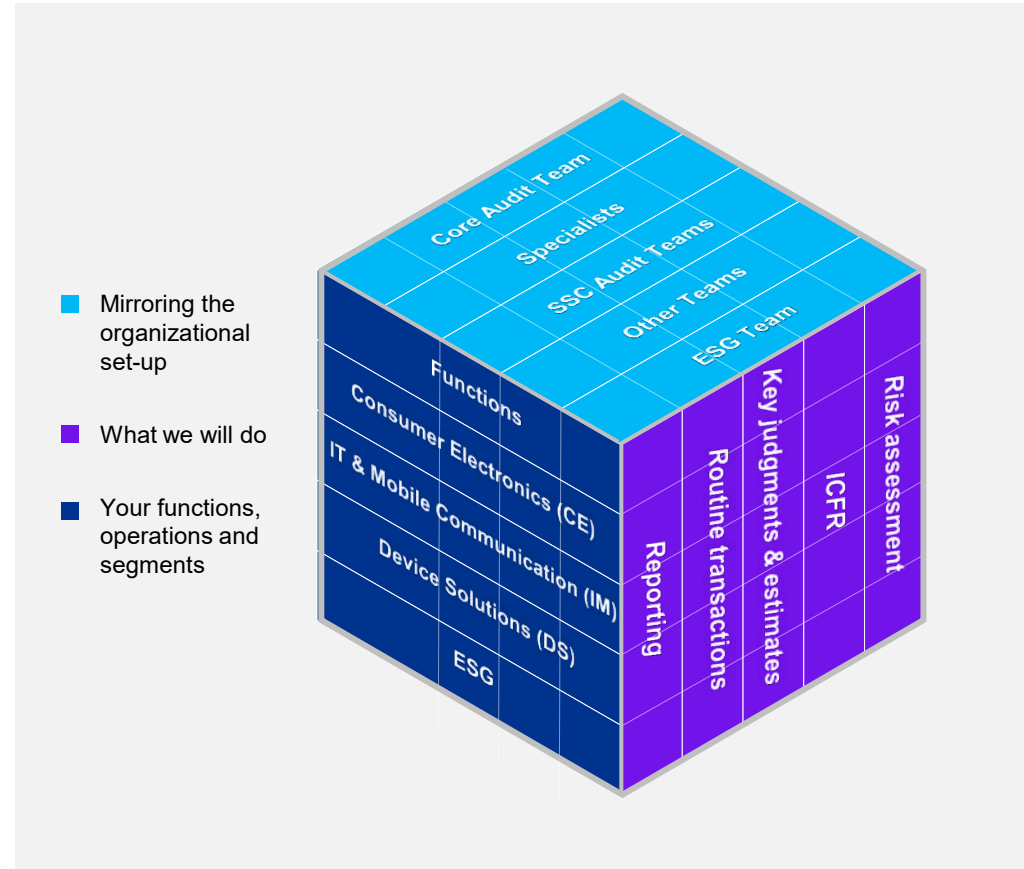 Core Audit Team
Specialists
SSC Audit Teams
Other Teams
ESG Team
Mirroring the
organizational
set-up
What we will do
Your functions,
operations and
segments
Functions
Consumer Electronics (CE)
IT & Mobile Communication (IM)
Device Solutions (DS)
ESG
Reporting
Routine transactions
Key judgments & estimates
ICFR
Risk assessment